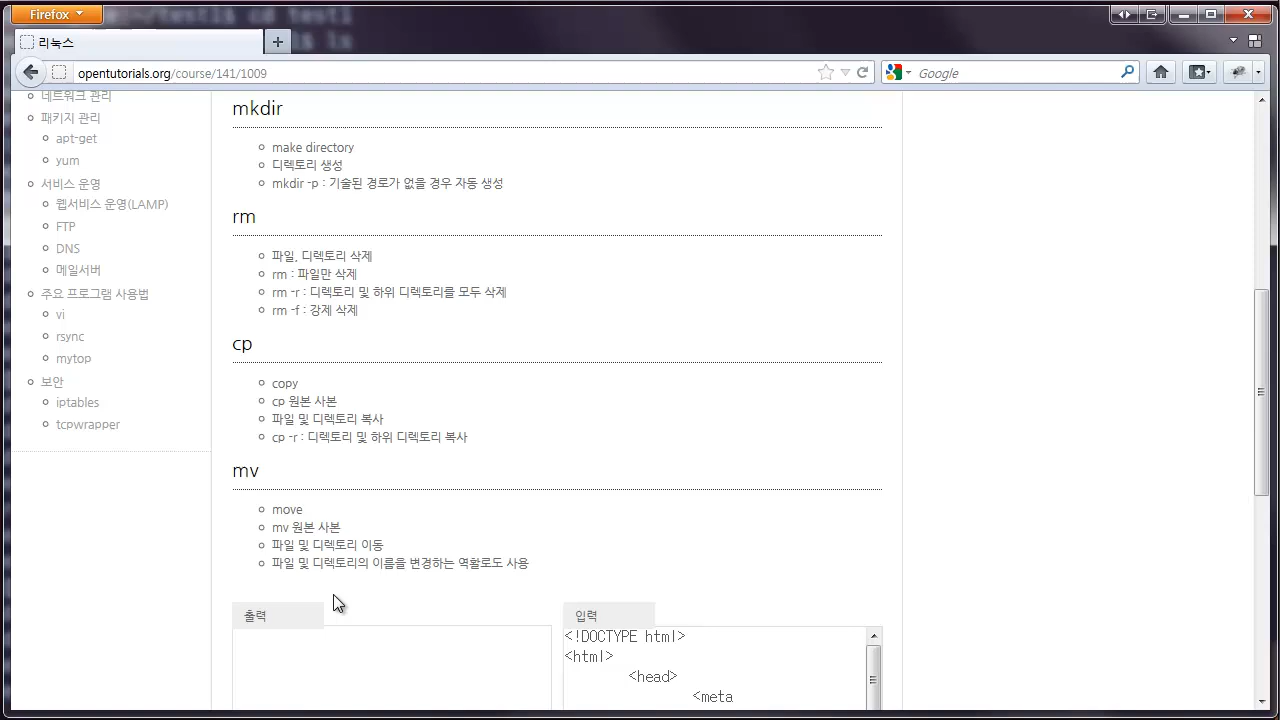 Firefox
리눅스
opentutorials.org/course/141/1009
Google
네트워크 관리
패키지 관리
apt-get
yum
서비스 운영
웹서비스 운영(LAMP)
FTP
DNS
메일서버
주요 프로그램 사용법
vi
rsync
mytop
보안
iptables
tcpwrapper
mkdir
make directory
디렉토리 생성
mkdir -p : 기술된 경로가 없을 경우 자동 생성
rm
파일, 디렉토리 삭제
rm : 파일만 삭제
rm -r : 디렉토리 및 하위 디렉토리를 모두 삭제
rm -f : 강제 삭제
cp
copy
cp 원본 사본
파일 및 디렉토리 복사
cp -r : 디렉토리 및 하위 디렉토리 복사
mv
move
mv 원본 사본
파일 및 디렉토리 이동
파일 및 디렉토리의 이름을 변경하는 역활로도 사용
출력
입력
<!DOCTYPE html>
<html>
<head>
<meta